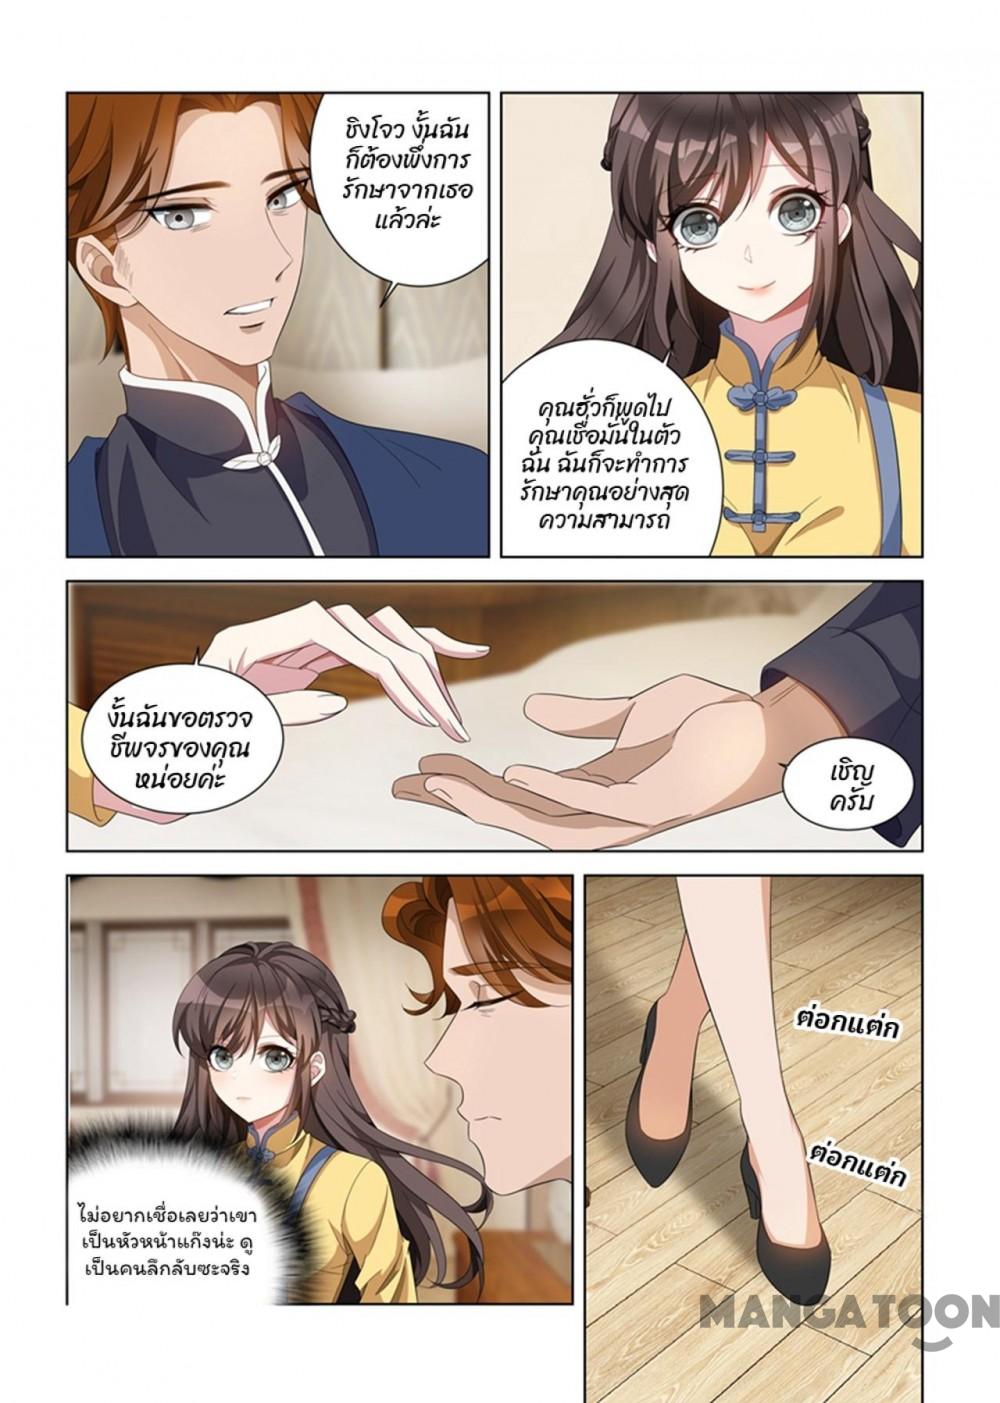 ชิงโจว งั้นฉัน
ก็ต้องพึ่งการ
รักษาจากเธอ
แล้วล่ะ
คุณฮั่วก็พูดไป
คุณเชื่อมั่นในตัว
ฉัน ฉันก็จะทำการ
รักษาคุณอย่างสุด
ความสามารถ
งั้นฉันขอตรวจ
ชีพจรของคุณ
หน่อยค่ะ
เชิญ
ครับ
ไม่อยากเชื่อเลยว่าเขา
เป็นหัวหน้าแก๊งน่ะ ดู
เป็นคนลึกลับซะจริง
ต่อกแต่ก
ต่อกแต่ก
MANGATOON